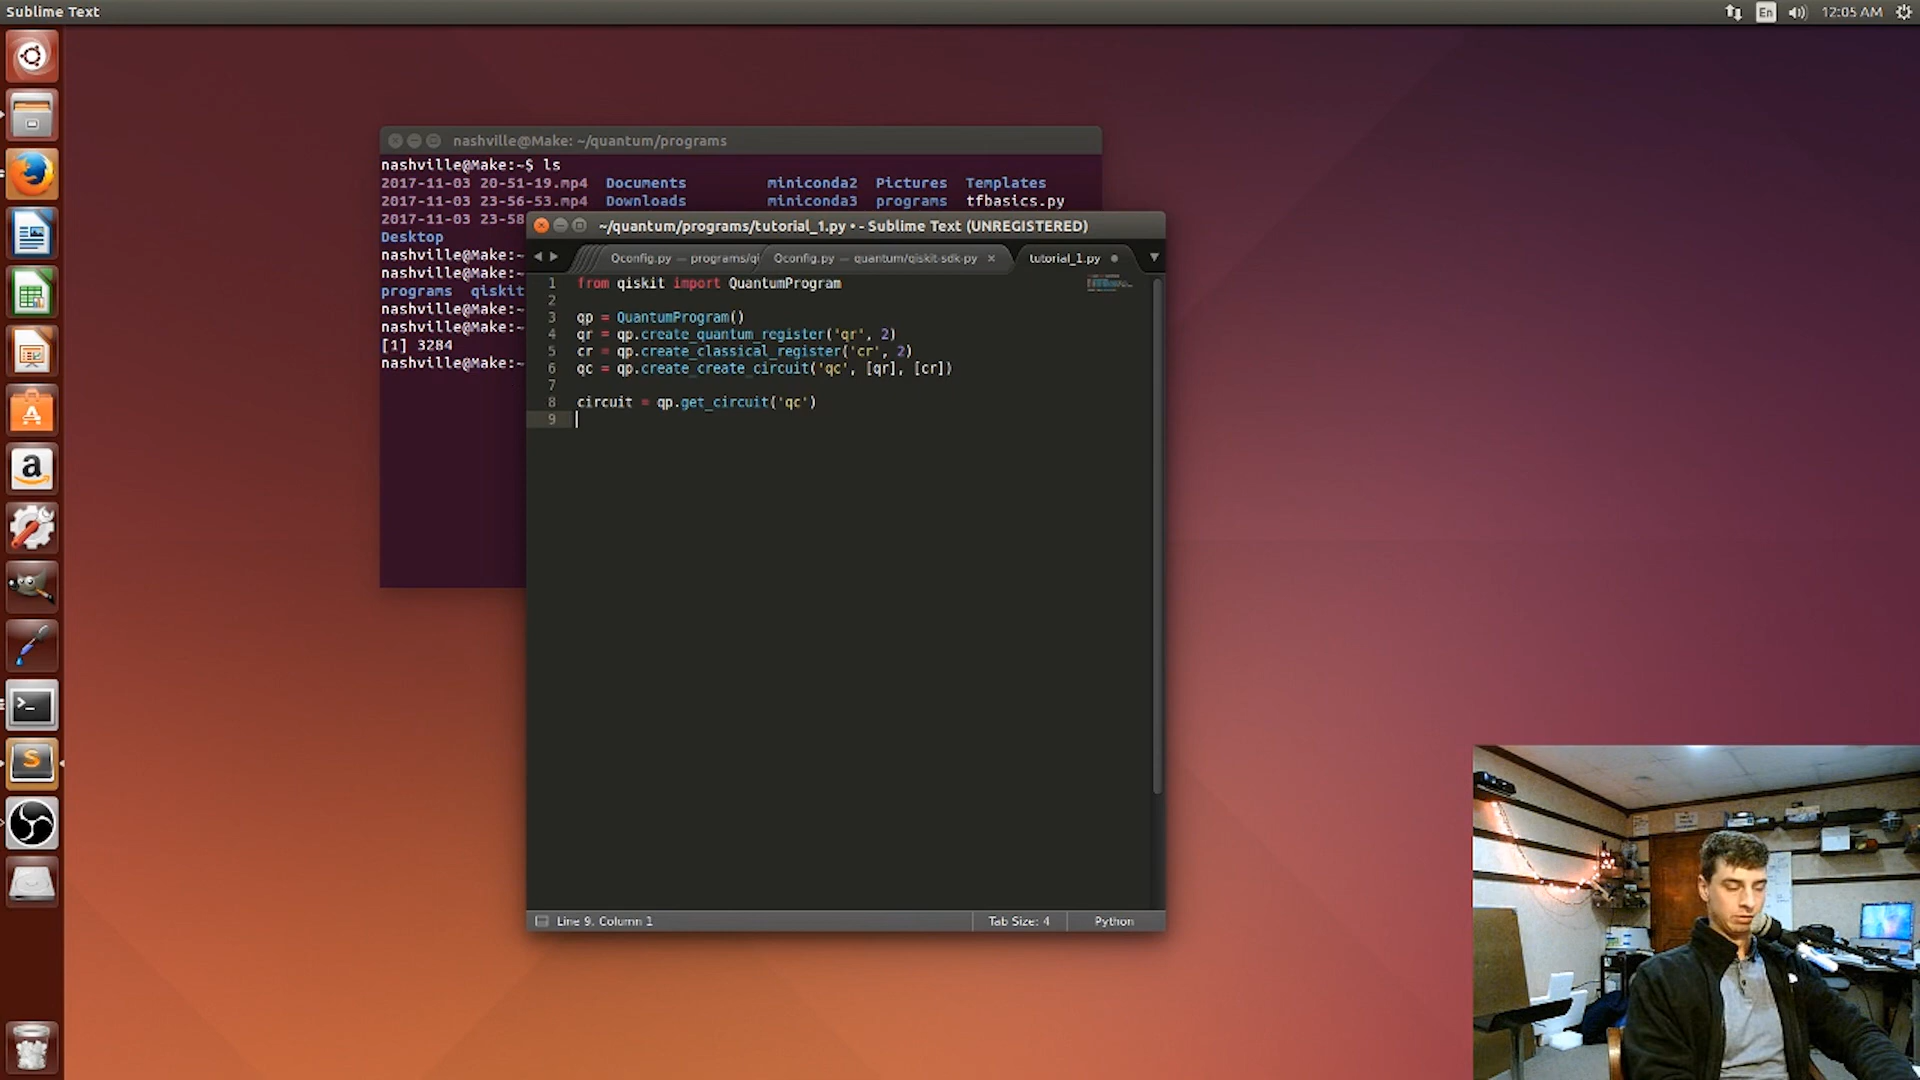 Sublime Text
En
12:05 AM
nashville@Make: ~/quantum/programs
nashville@Make:~$ ls
2017-11-03 20-51-19.mp4 Documents miniconda2 Pictures Templates
2017-11-03 23-56-53.mp4 Downloads miniconda3 programs tfbasics.py
2017-11-03 23-58
Desktop
nashville@Make:~
nashville@Make:~
programs qiskit
nashville@Make:~
nashville@Make:~
[1] 3284
nashville@Make:~
~/quantum/programs/tutorial_1.py • - Sublime Text (UNREGISTERED)
Qconfig.py — programs/qi
Qconfig.py — quantum/qiskit-sdk-py ×
tutorial_1.py
1 from qiskit import QuantumProgram
2
3 qp = QuantumProgram()
4 qr = qp.create_quantum_register('qr', 2)
5 cr = qp.create_classical_register('cr', 2)
6 qc = qp.create_create_circuit('qc', [qr], [cr])
7
8 circuit = qp.get_circuit('qc')
9
Line 9, Column 1
Tab Size: 4
Python